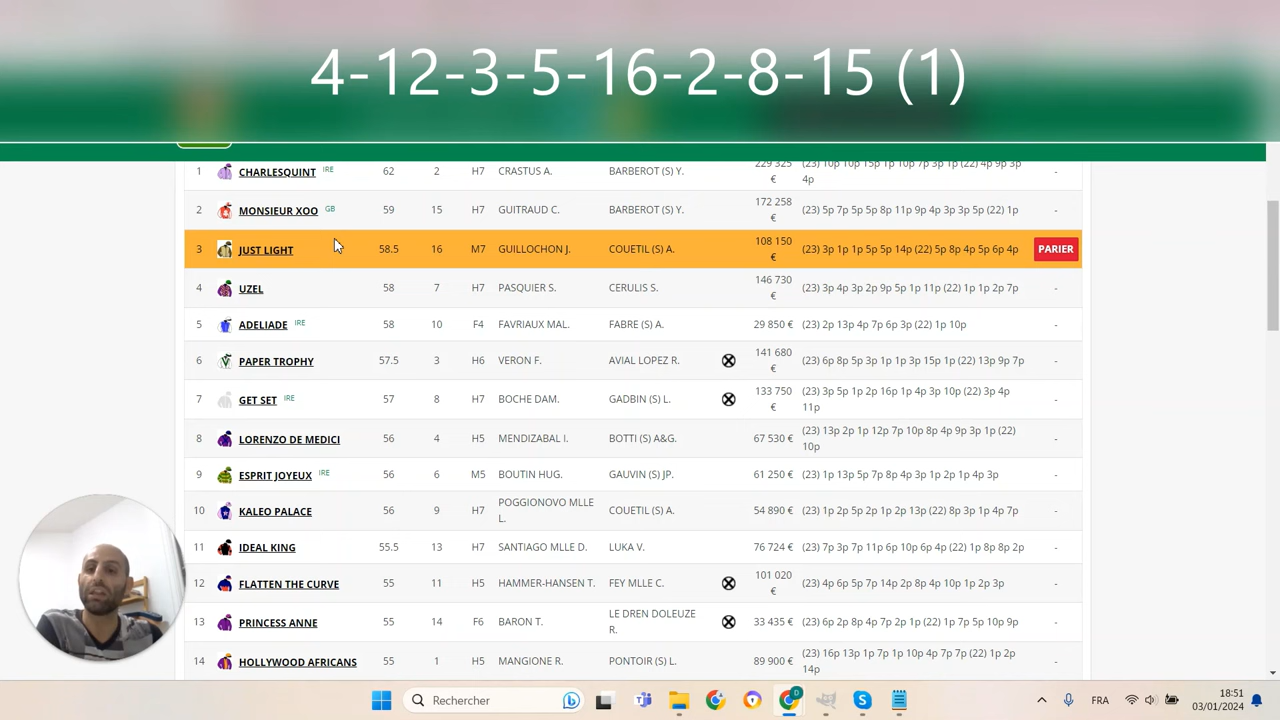 4-12-3-5-16-2-8-15 (1)
229 325 (23) 10p 10p 15p 1p 10p 7p 3p 1p (22) 4p 9p 3p
1 CHARLESQUINT IRE 62 2 H7 CRASTUS A. BARBEROT (S) Y. € 4p
172 258
2 MONSIEUR XOO GB 59 15 H7 GUITRAUD C. BARBEROT (S) Y. € (23) 5p 7p 5p 5p 8p 11p 9p 4p 3p 3p 5p (22) 1p -
108 150
3 JUST LIGHT 58.5 16 M7 GUILLOCHON J. COUETIL (S) A. € (23) 3p 1p 1p 5p 5p 14p (22) 5p 8p 4p 5p 6p 4p PARIER
146 730
4 UZEL 58 7 H7 PASQUIER S. CERULIS S. € (23) 3p 4p 3p 2p 9p 5p 1p 11p (22) 1p 1p 2p 7p -
5 ADELIADE IRE 58 10 F4 FAVRIAUX MAL. FABRE (S) A. 29 850 € (23) 2p 13p 4p 7p 6p 3p (22) 1p 10p -
141 680
6 PAPER TROPHY 57.5 3 H6 VERON F. AVIAL LOPEZ R. € (23) 6p 8p 5p 3p 1p 1p 3p 15p 1p (22) 13p 9p 7p -
133 750 (23) 3p 5p 1p 2p 16p 1p 4p 3p 10p (22) 3p 4p
7 GET SET IRE 57 8 H7 BOCHE DAM. GADBIN (S) L. € 11p -
8 LORENZO DE MEDICI 56 4 H5 MENDIZABAL I. BOTTI (S) A&G. 67 530 € (23) 13p 2p 1p 12p 7p 10p 8p 4p 9p 3p 1p (22) -
10p
9 ESPRIT JOYEUX IRE 56 6 M5 BOUTIN HUG. GAUVIN (S) JP. 61 250 € (23) 1p 13p 5p 7p 8p 4p 3p 1p 2p 1p 4p 3p -
10 KALEO PALACE 56 9 H7 POGGIONOVO MLLE COUETIL (S) A. 54 890 € (23) 1p 2p 5p 2p 1p 2p 13p (22) 8p 3p 1p 4p 7p -
L.
11 IDEAL KING 55.5 13 H7 SANTIAGO MLLE D. LUKA V. 76 724 € (23) 7p 3p 7p 11p 6p 10p 6p 4p (22) 1p 8p 8p 2p -
101 020
12 FLATTEN THE CURVE 55 11 H5 HAMMER-HANSEN T. FEY MLLE C. € (23) 4p 6p 5p 7p 14p 2p 8p 4p 10p 1p 2p 3p -
13 PRINCESS ANNE 55 14 F6 BARON T. LE DREN DOLEUZE 33 435 € (23) 6p 2p 8p 4p 7p 2p 1p (22) 1p 7p 5p 10p 9p -
R.
14 HOLLYWOOD AFRICANS 55 1 H5 MANGIONE R. PONTOIR (S) L. 89 900 € (23) 16p 13p 1p 7p 1p 10p 4p 7p 7p (22) 1p 2p -
14p
Rechercher
FRA
18:51
03/01/2024